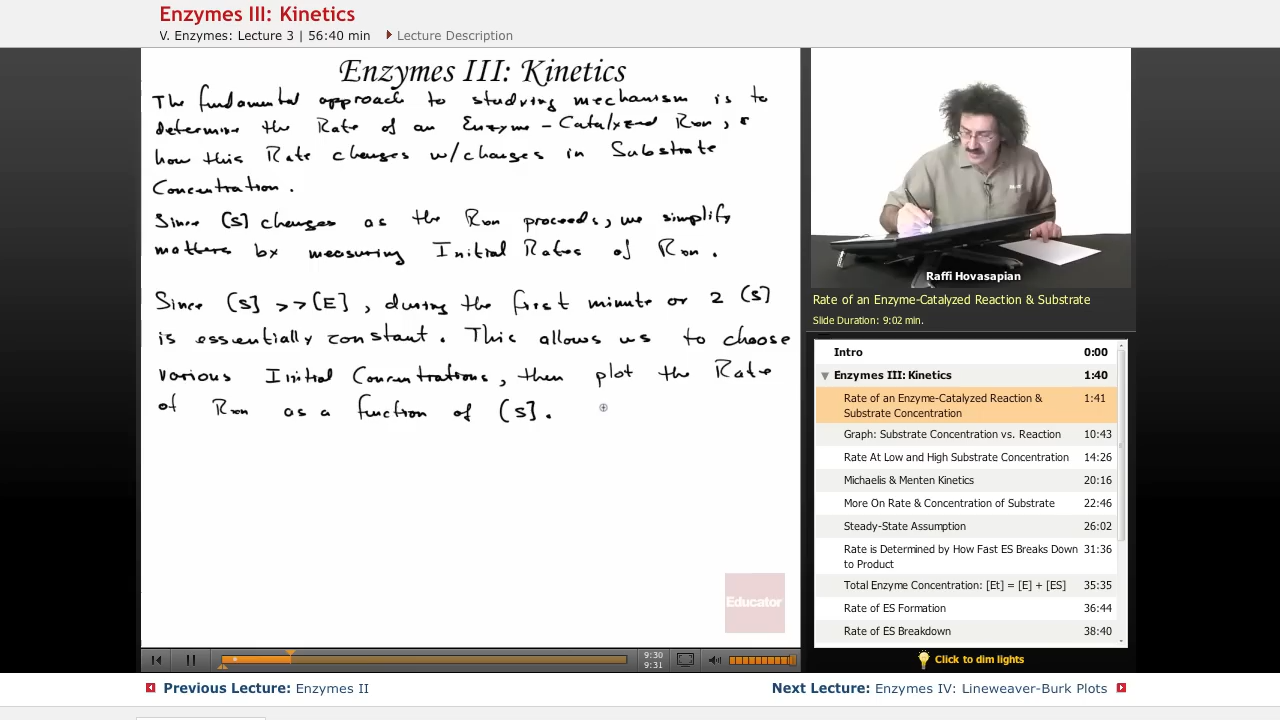 Enzymes III: Kinetics
V. Enzymes: Lecture 3 | 56:40 min
Lecture Description
Enzymes III: Kinetics
The fundamental approach to studying mechanism is to
determine the Rate of an Enzyme-Catalyzed Rxn,
how this Rate changes w/changes in Substrate
Concentration.
Since [S] changes as the Rxn proceeds, we simplify
matters by measuring Initial Rates of Rxn.
Since [S] >> [E], during the first minute or 2 [S]
is essentially constant. This allows us to choose
various Initial Concentrations, then plot the Rate
of Rxn as a function of [S].
Educator
9:30
9:31
Raffi Hovasapian
Rate of an Enzyme-Catalyzed Reaction & Substrate
Slide Duration: 9:02 min.
Intro 0:00
Enzymes III: Kinetics 1:40
Rate of an Enzyme-Catalyzed Reaction & 1:41
Substrate Concentration
Graph: Substrate Concentration vs. Reaction 10:43
Rate At Low and High Substrate Concentration 14:26
Michaelis & Menten Kinetics 20:16
More On Rate & Concentration of Substrate 22:46
Steady-State Assumption 26:02
Rate is Determined by How Fast ES Breaks Down 31:36
to Product
Total Enzyme Concentration: [Et] = [E] + [ES] 35:35
Rate of ES Formation 36:44
Rate of ES Breakdown 38:40
Click to dim lights
Previous Lecture: Enzymes II
Next Lecture: Enzymes IV: Lineweaver-Burk Plots